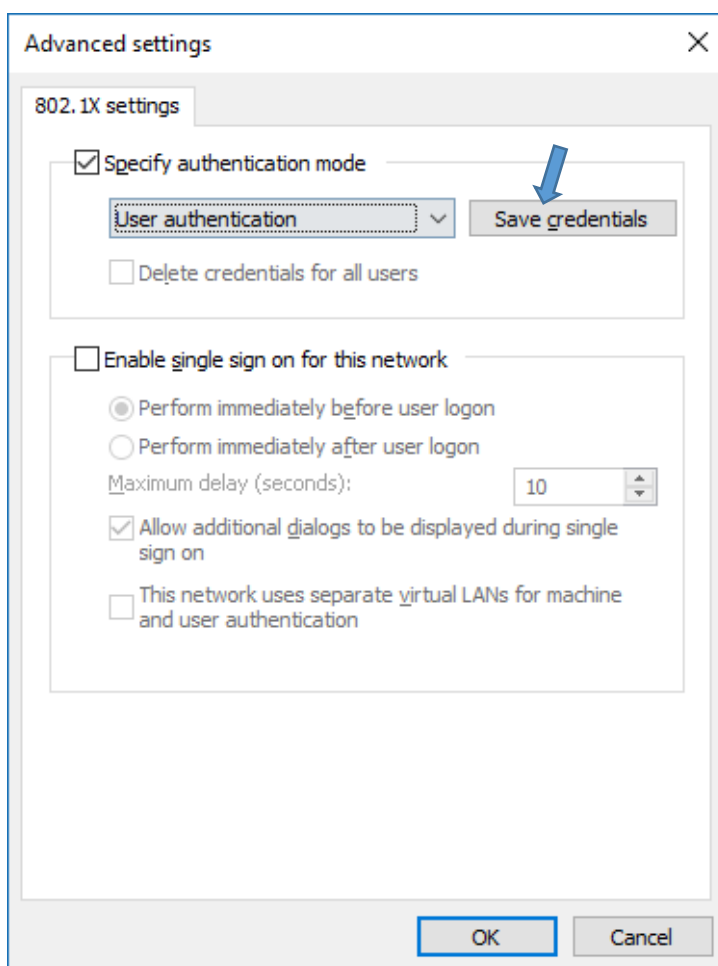 Advanced settings
802.1X settings
Specify authentication mode
User authentication
Save credentials
Delete credentials for all users
Enable single sign on for this network
Perform immediately before user logon
Perform immediately after user logon
Maximum delay (seconds):
10
Allow additional dialogs to be displayed during single
sign on
This network uses separate virtual LANs for machine
and user authentication
OK
Cancel